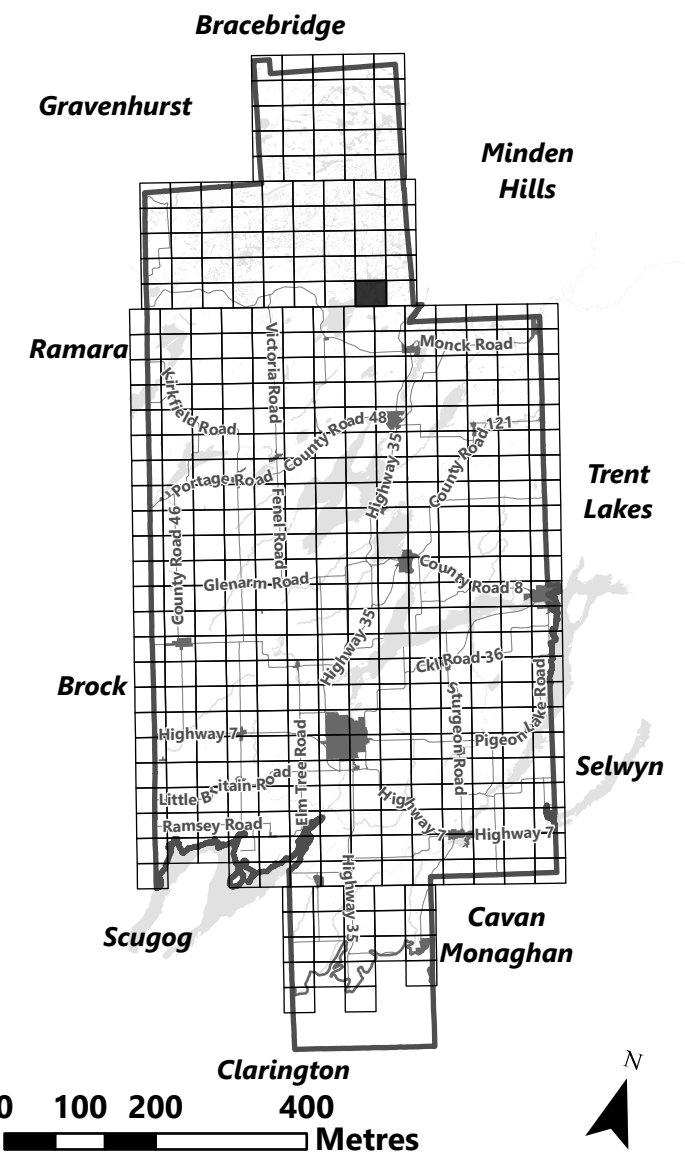 Bracebridge
Gravenhurst
Minden
Hills
Ramara
Monck Road
Victoria Road
Kirkfield Road
County Road 48
County Road 121
Highway 35
Portage Road
Trent
Lakes
Fenel Road
County Road 46
Glenarm Road
County Road 8
Highway 35
Ckl Road 36
Brock
Sturgeon Road
Pigeon Lake Road
Highway 7
Elm Tree Road
Selwyn
Little Britain Road
Highway 7
Ramsey Road
Highway 7
Highway 35
Scugog
Cavan
Monaghan
Clarington
N
0 100 200 400
Metres